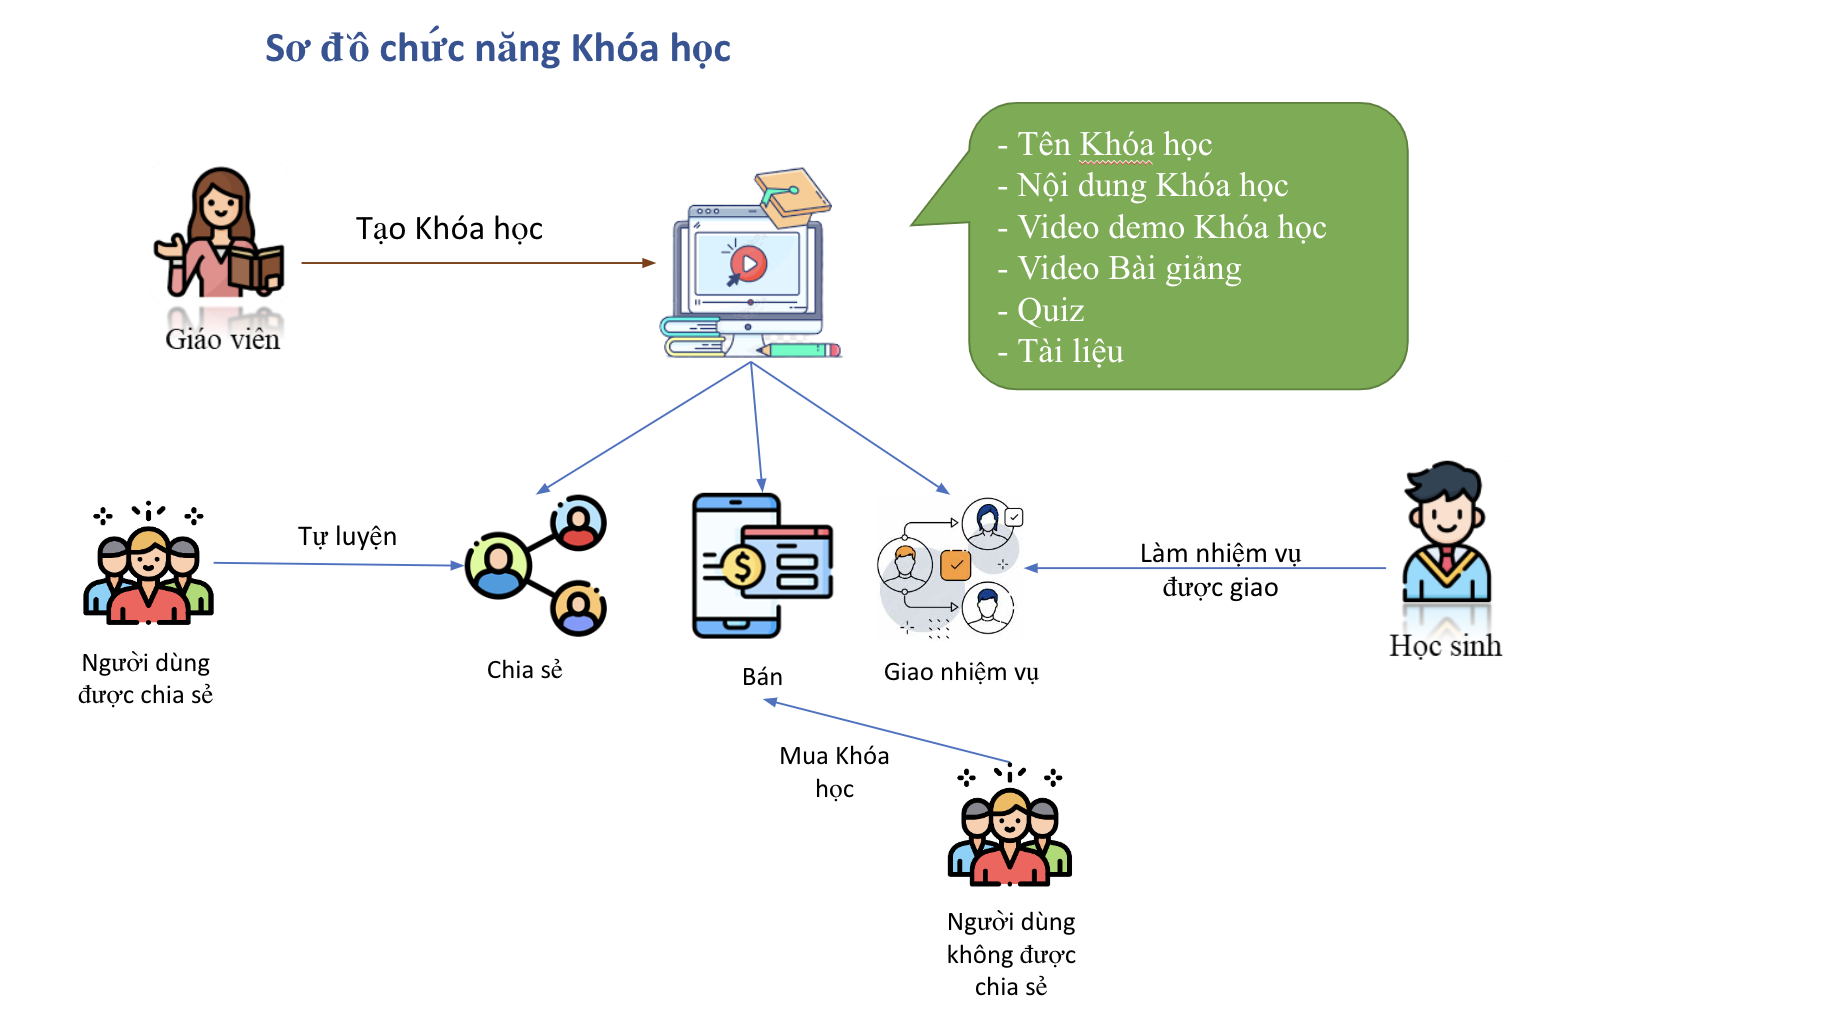 Sơ đồ chức năng Khóa học
- Tên Khóa học
- Nội dung Khóa học
- Video demo Khóa học
- Video Bài giảng
- Quiz
- Tài liệu
Tạo Khóa học
Giáo viên
Tự luyện
Làm nhiệm vụ
được giao
Người dùng
được chia sẻ
Chia sẻ
Bán
Giao nhiệm vụ
Học sinh
Mua Khóa
học
Người dùng
không được
chia sẻ